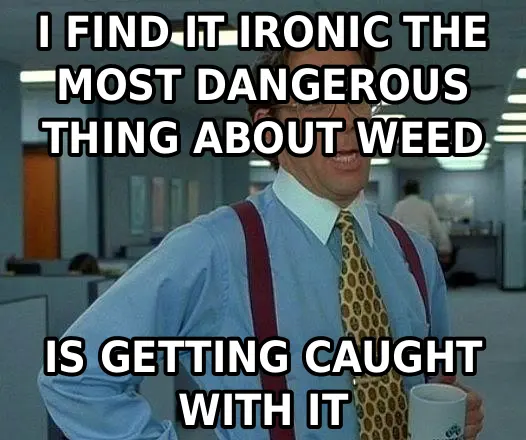 I FIND IT IRONIC THE
MOST DANGEROUS
THING ABOUT WEED
IS GETTING CAUGHT
WITH IT